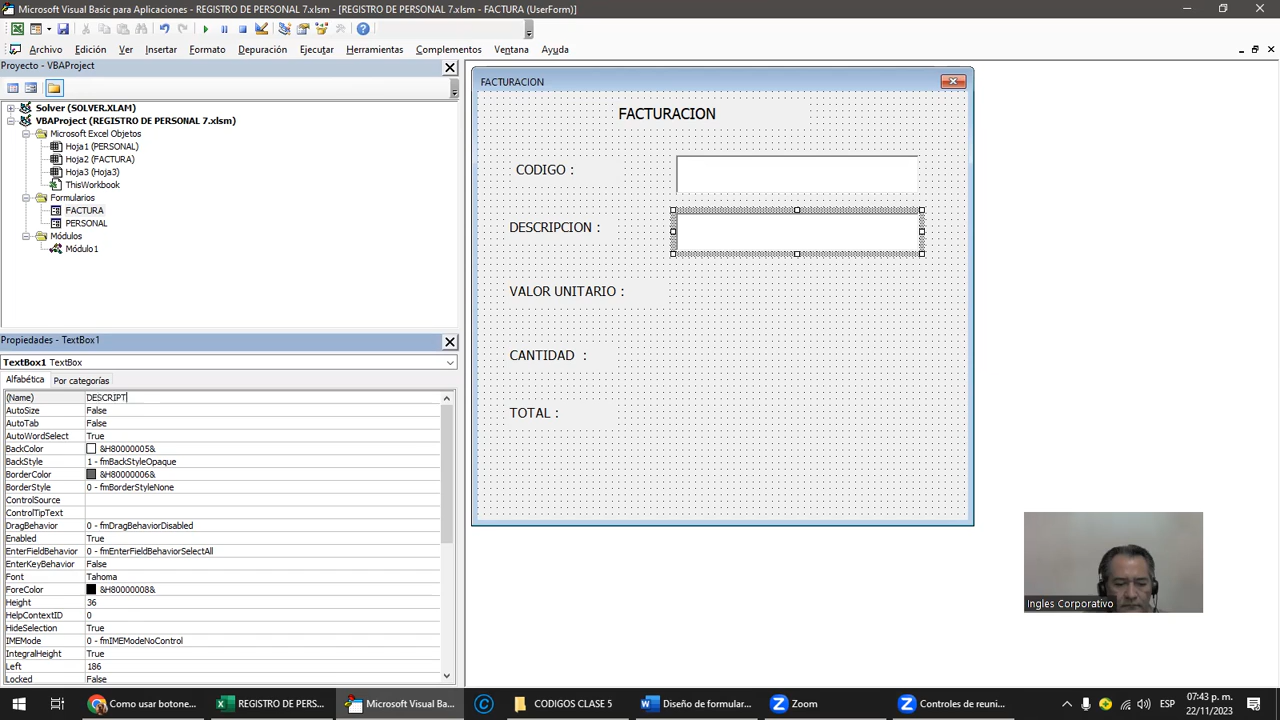 Microsoft Visual Basic para Aplicaciones - REGISTRO DE PERSONAL 7.xlsm - [REGISTRO DE PERSONAL 7.xlsm - FACTURA (UserForm)]
Archivo Edición Ver Insertar Formato Depuración Ejecutar Herramientas Complementos Ventana Ayuda
Proyecto - VBAProject
Solver (SOLVER.XLAM)
VBAProject (REGISTRO DE PERSONAL 7.xlsm)
Microsoft Excel Objetos
Hoja1 (PERSONAL)
Hoja2 (FACTURA)
Hoja3 (Hoja3)
ThisWorkbook
Formularios
FACTURA
PERSONAL
Módulos
Módulo1
Propiedades - TextBox1
TextBox1 TextBox
Alfabética Por categorías
(Name) DESCRIPT
AutoSize False
AutoTab False
AutoWordSelect True
BackColor &H80000005&
BackStyle 1 - fmBackStyleOpaque
BorderColor &H80000006&
BorderStyle 0 - fmBorderStyleNone
ControlSource
ControlTipText
DragBehavior 0 - fmDragBehaviorDisabled
Enabled True
EnterFieldBehavior 0 - fmEnterFieldBehaviorSelectAll
EnterKeyBehavior False
Font Tahoma
ForeColor &H80000008&
Height 36
HelpContextID 0
HideSelection True
IMEMode 0 - fmIMEModeNoControl
IntegralHeight True
Left 186
Locked False
FACTURACION
FACTURACION
CODIGO :
DESCRIPCION :
VALOR UNITARIO :
CANTIDAD :
TOTAL :
Ingles Corporativo
Como usar botone...
REGISTRO DE PERS...
Microsoft Visual Ba...
CODIGOS CLASE 5
Diseño de formular...
Zoom
Controles de reuni...
ESP
07:43 p. m.
22/11/2023